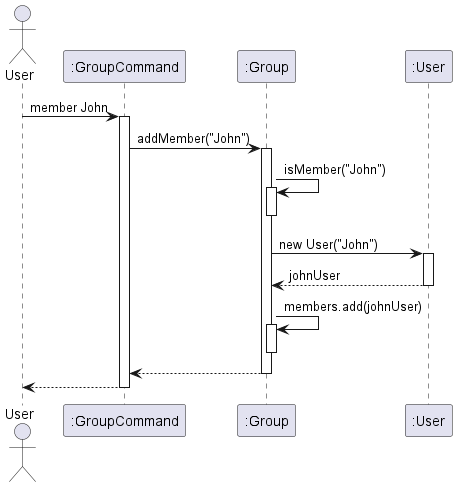 User
:GroupCommand
:Group
:User
member John
addMember("John")
isMember("John")
new User("John")
johnUser
members.add(johnUser)
User
:GroupCommand
:Group
:User